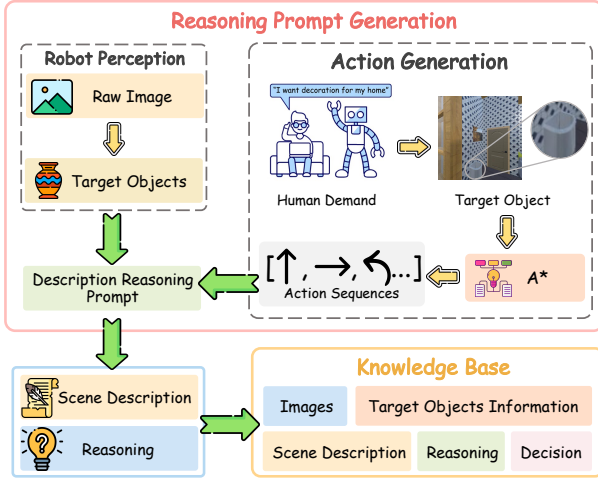 Reasoning Prompt Generation
Robot Perception
Raw Image
Target Objects
Action Generation
"I want decoration for my home"
Human Demand
Target Object
A*
[↑, →, ↶...]
Action Sequences
Description Reasoning
Prompt
Scene Description
Reasoning
Knowledge Base
Images
Target Objects Information
Scene Description
Reasoning
Decision